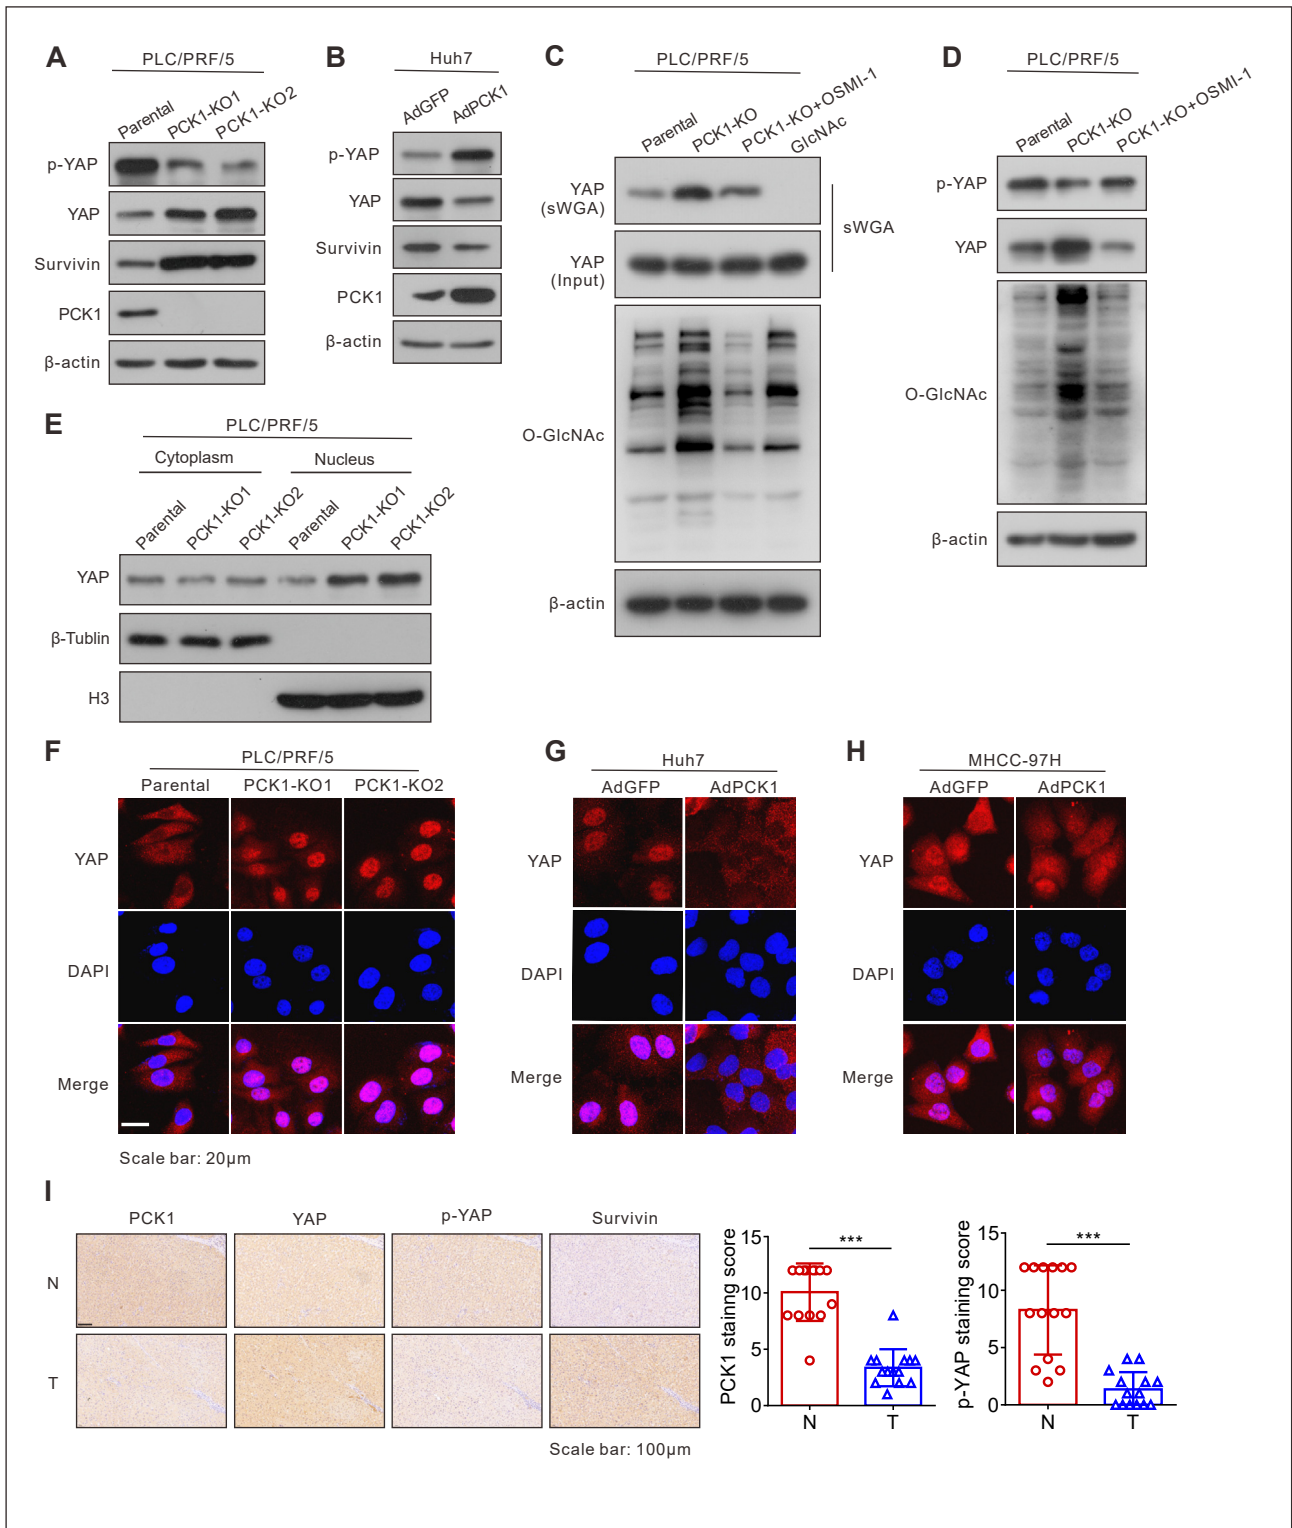 A
PLC/PRF/5
Parental
PCK1-KO1
PCK1-KO2
p-YAP
YAP
Survivin
PCK1
β-actin
B
Huh7
AdGFP
AdPCK1
p-YAP
YAP
Survivin
PCK1
β-actin
C
PLC/PRF/5
Parental
PCK1-KO
PCK1-KO+OSMI-1
GlcNAc
YAP
(sWGA)
YAP
(Input)
sWGA
O-GlcNAc
β-actin
D
PLC/PRF/5
Parental
PCK1-KO
PCK1-KO+OSMI-1
p-YAP
YAP
O-GlcNAc
β-actin
E
PLC/PRF/5
Cytoplasm
Nucleus
Parental
PCK1-KO1
PCK1-KO2
Parental
PCK1-KO1
PCK1-KO2
YAP
β-Tublin
H3
F
PLC/PRF/5
Parental
PCK1-KO1
PCK1-KO2
YAP
DAPI
Merge
Scale bar: 20μm
G
Huh7
AdGFP
AdPCK1
YAP
DAPI
Merge
H
MHCC-97H
AdGFP
AdPCK1
YAP
DAPI
Merge
I
PCK1
YAP
p-YAP
Survivin
N
T
Scale bar: 100μm
PCK1 stainng score
15
10
5
0
***
N
T
p-YAP staining score
15
10
5
0
***
N
T